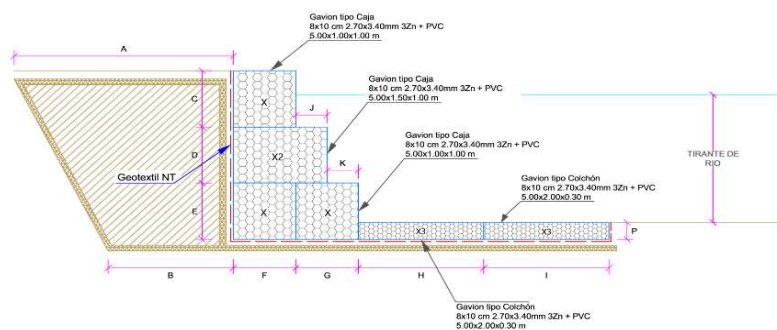 Gavion tipo Caja
8x10 cm 2.70x3.40mm 3Zn + PVC
5.00x1.00x1.00 m
A
Gavion tipo Caja
8x10 cm 2.70x3.40mm 3Zn + PVC
5.00x1.50x1.00 m
C
X
J
Gavion tipo Caja
8x10 cm 2.70x3.40mm 3Zn + PVC
5.00x1.00x1.00 m
D
X2
K
TIRANTE DE
RIO
Geotextil NT
Gavion tipo Colchón
8x10 cm 2.70x3.40mm 3Zn + PVC
5.00x2.00x0.30 m
E
X
X
X3
X3
P
B
F
G
H
I
Gavion tipo Colchón
8x10 cm 2.70x3.40mm 3Zn + PVC
5.00x2.00x0.30 m